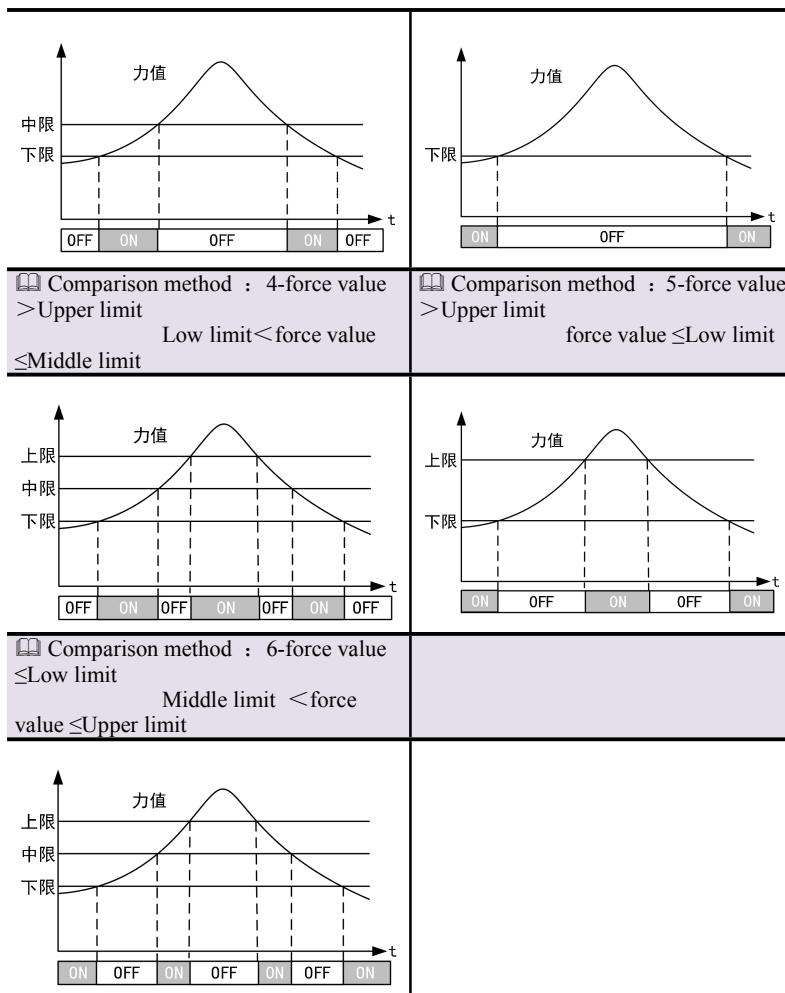 力值
中限
下限
t
OFF ON OFF ON OFF
力值
下限
t
ON OFF ON
Comparison method ： 4-force value
＞Upper limit
Low limit＜force value
≤Middle limit
Comparison method ：5-force value
＞Upper limit
force value ≤Low limit
力值
上限
中限
下限
t
OFF ON OFF ON OFF ON OFF
力值
上限
下限
t
ON OFF ON OFF ON
Comparison method ： 6-force value
≤Low limit
Middle limit ＜force
value ≤Upper limit
力值
上限
中限
下限
t
ON OFF ON OFF ON OFF ON